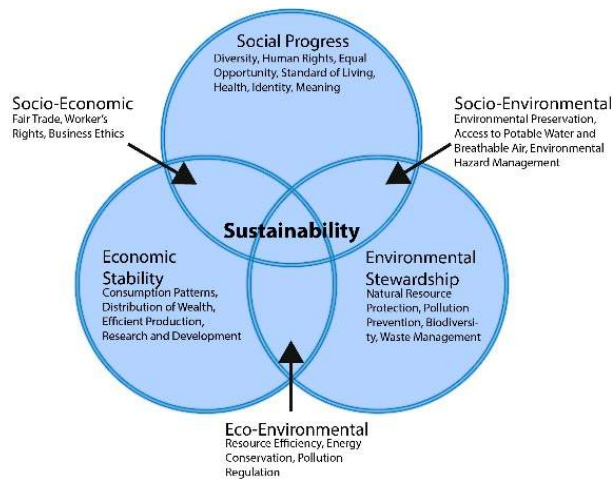 Social Progress
Diversity, Human Rights, Equal
Opportunity, Standard of Living,
Health, Identity, Meaning
Socio-Economic
Fair Trade, Worker's
Rights, Business Ethics
Socio-Environmental
Environmental Preservation,
Access to Potable Water and
Breathable Air, Environmental
Hazard Management
Sustainability
Economic
Stability
Consumption Patterns,
Distribution of Wealth,
Efficient Production,
Research and Development
Environmental
Stewardship
Natural Resource
Protection, Pollution
Prevention, Biodiversi-
ty, Waste Management
Eco-Environmental
Resource Efficiency, Energy
Conservation, Pollution
Regulation